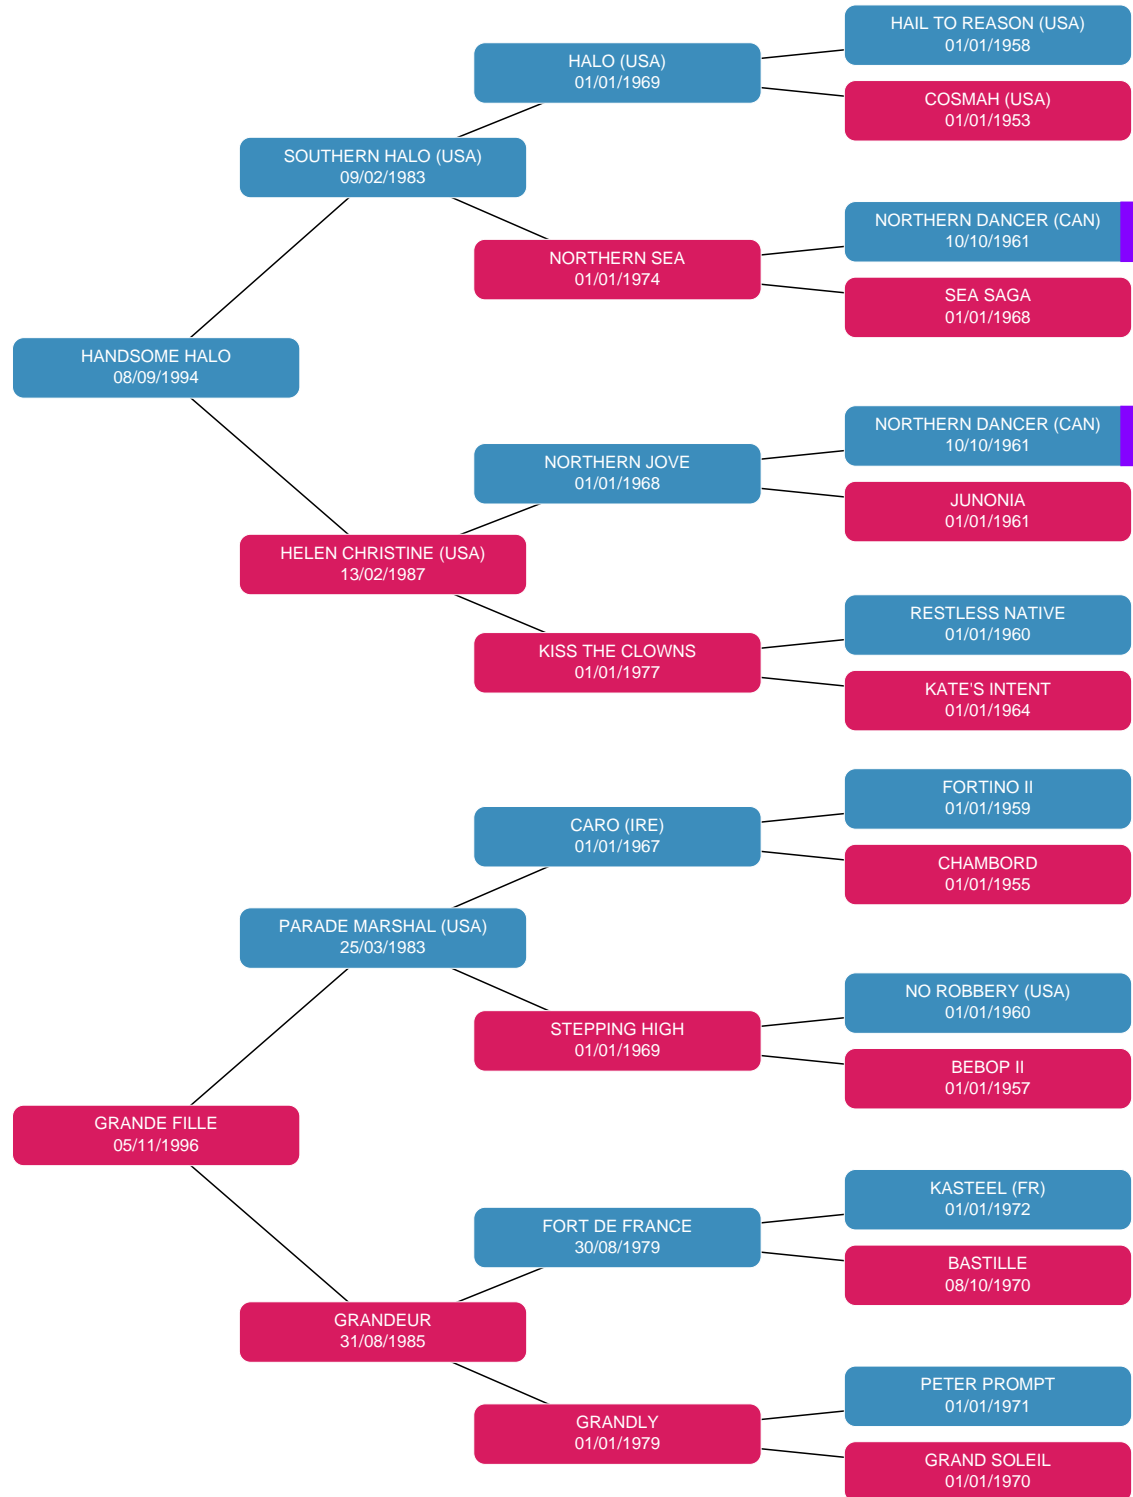 HAIL TO REASON (USA)
01/01/1958
HALO (USA)
01/01/1969
COSMAH (USA)
01/01/1953
SOUTHERN HALO (USA)
09/02/1983
NORTHERN DANCER (CAN)
10/10/1961
NORTHERN SEA
01/01/1974
SEA SAGA
01/01/1968
HANDSOME HALO
08/09/1994
NORTHERN DANCER (CAN)
10/10/1961
NORTHERN JOVE
01/01/1968
JUNONIA
01/01/1961
HELEN CHRISTINE (USA)
13/02/1987
RESTLESS NATIVE
01/01/1960
KISS THE CLOWNS
01/01/1977
KATE'S INTENT
01/01/1964
FORTINO II
01/01/1959
CARO (IRE)
01/01/1967
CHAMBORD
01/01/1955
PARADE MARSHAL (USA)
25/03/1983
NO ROBBERY (USA)
01/01/1960
STEPPING HIGH
01/01/1969
BEBOP II
01/01/1957
GRANDE FILLE
05/11/1996
KASTEEL (FR)
01/01/1972
FORT DE FRANCE
30/08/1979
BASTILLE
08/10/1970
GRANDEUR
31/08/1985
PETER PROMPT
01/01/1971
GRANDLY
01/01/1979
GRAND SOLEIL
01/01/1970